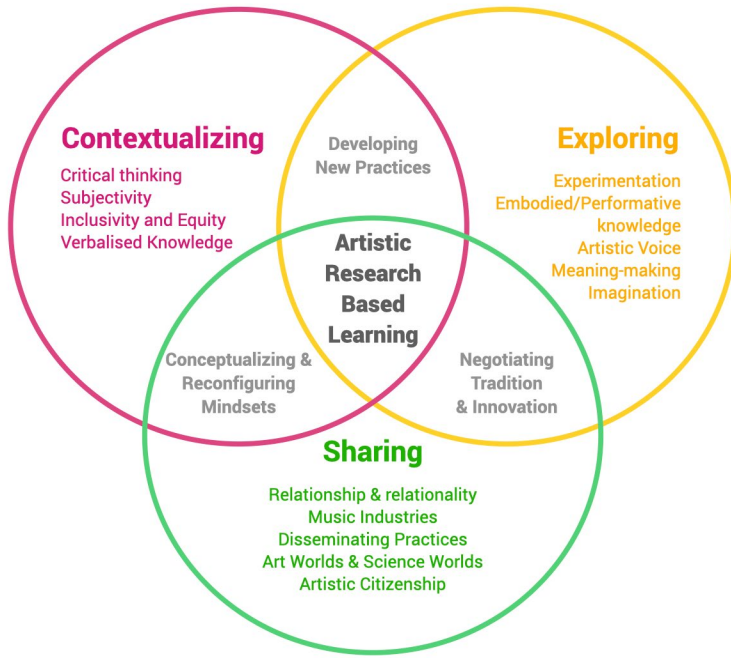 Contextualizing
Critical thinking
Subjectivity
Inclusivity and Equity
Verbalised Knowledge
Developing
New Practices
Exploring
Experimentation
Embodied/Performative
knowledge
Artistic Voice
Meaning-making
Imagination
Artistic
Research
Based
Learning
Conceptualizing &
Reconfiguring
Mindsets
Negotiating
Tradition
& Innovation
Sharing
Relationship & relationality
Music Industries
Disseminating Practices
Art Worlds & Science Worlds
Artistic Citizenship